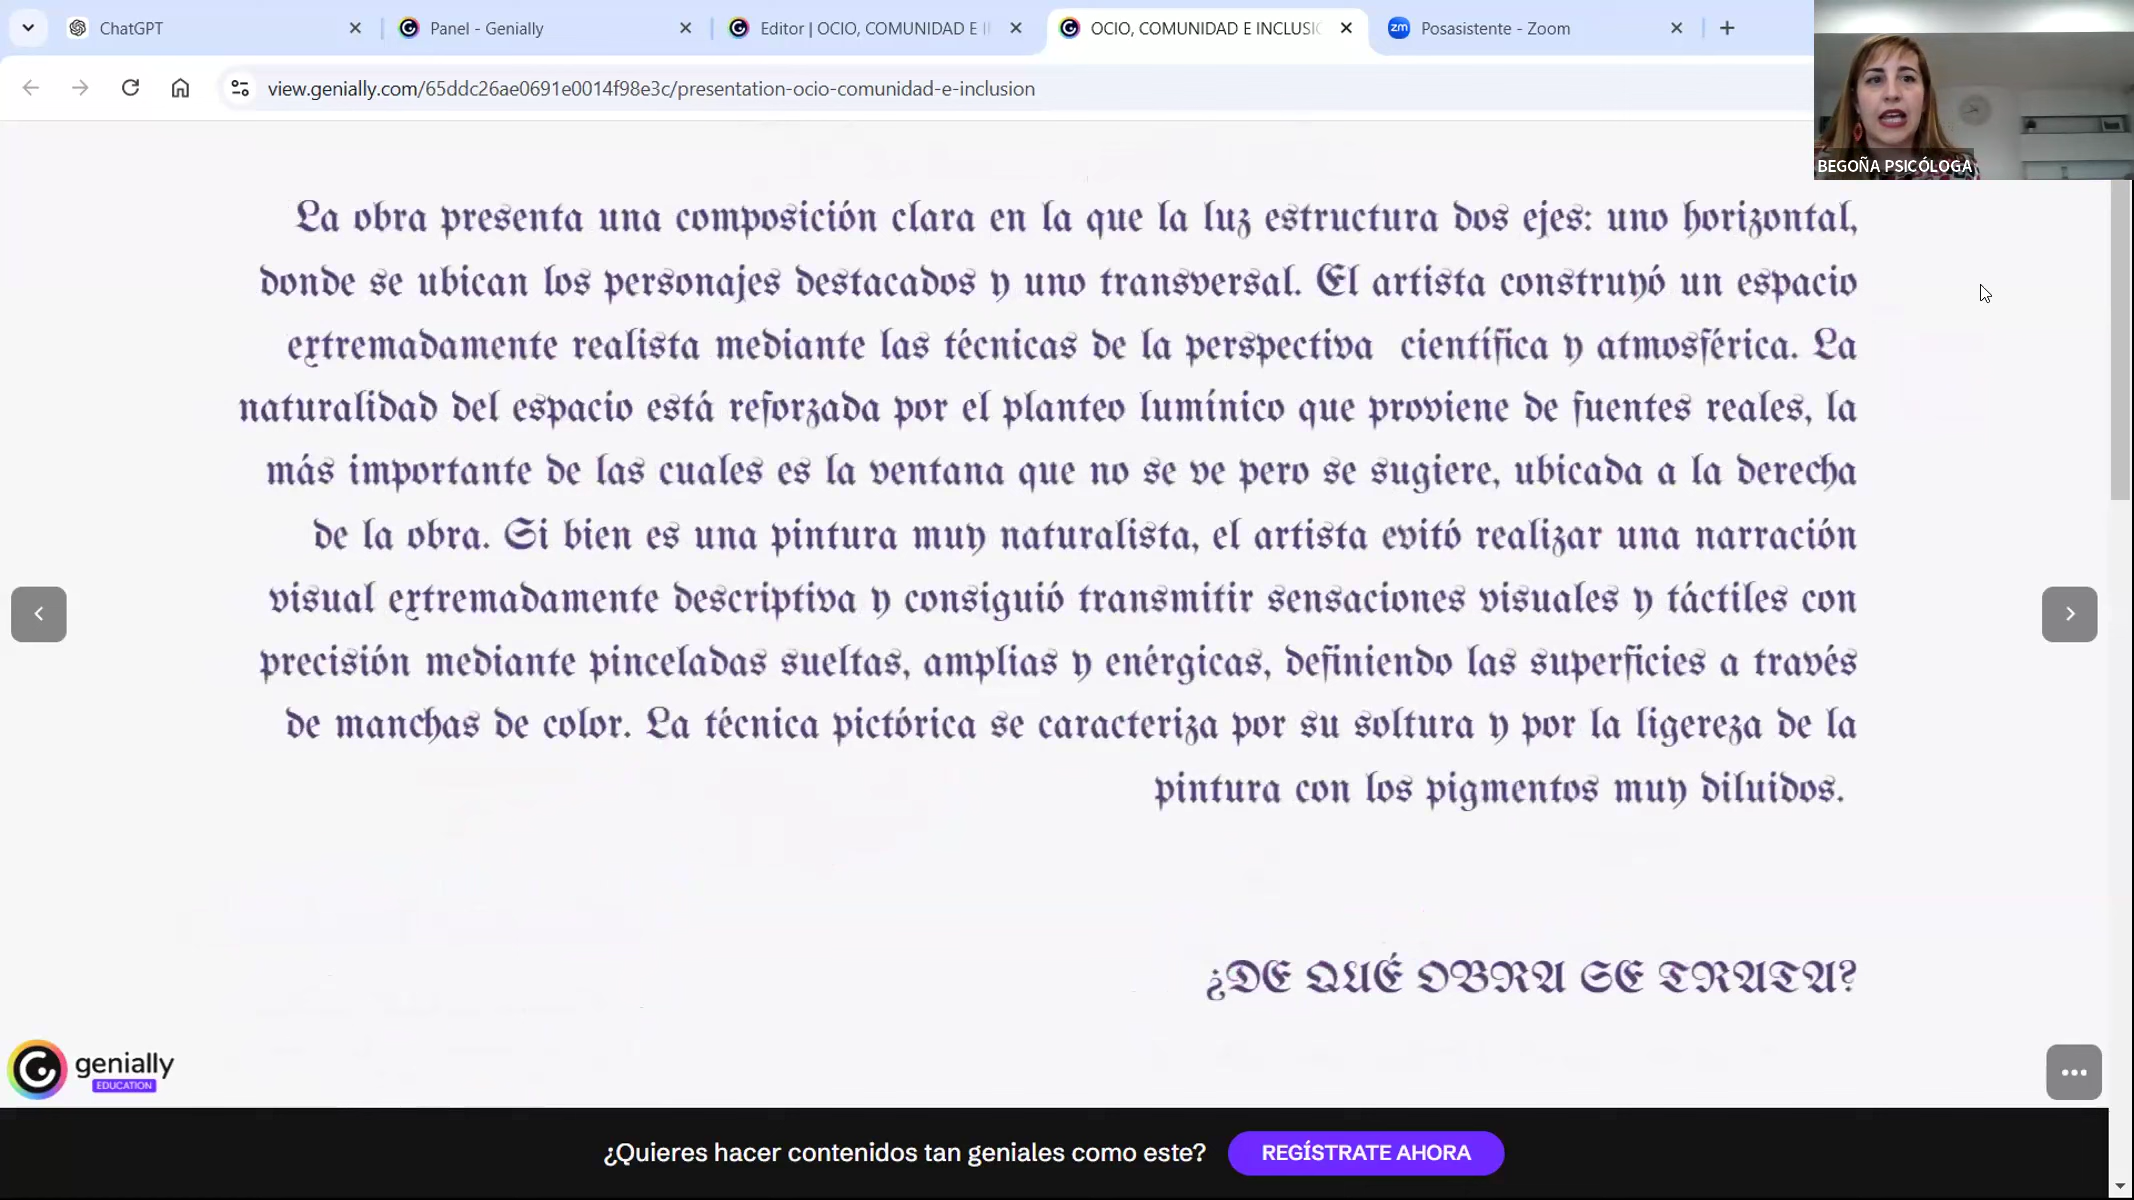 ChatGPT
Panel - Genially
Editor | OCIO, COMUNIDAD E I
OCIO, COMUNIDAD E INCLUSIO
zm
Posasistente - Zoom
view.genially.com/65ddc26ae0691e0014f98e3c/presentation-ocio-comunidad-e-inclusion
BEGOÑA PSICÓLOGA
La obra presenta una composición clara en la que la luz estructura dos ejes: uno horizontal,
donde se ubican los personajes destacados y uno transversal. El artista construyó un espacio
extremadamente realista mediante las técnicas de la perspectiva científica y atmosférica. La
naturalidad del espacio está reforzada por el planteo lumínico que proviene de fuentes reales, la
más importante de las cuales es la ventana que no se ve pero se sugiere, ubicada a la derecha
de la obra. Si bien es una pintura muy naturalista, el artista evitó realizar una narración
visual extremadamente descriptiva y consiguió transmitir sensaciones visuales y táctiles con
precisión mediante pinceladas sueltas, amplias y enérgicas, definiendo las superficies a través
de manchas de color. La técnica pictórica se caracteriza por su soltura y por la ligereza de la
pintura con los pigmentos muy diluidos.
¿DE QUÉ OBRA SE TRATA?
genially
EDUCATION
¿Quieres hacer contenidos tan geniales como este?
REGÍSTRATE AHORA